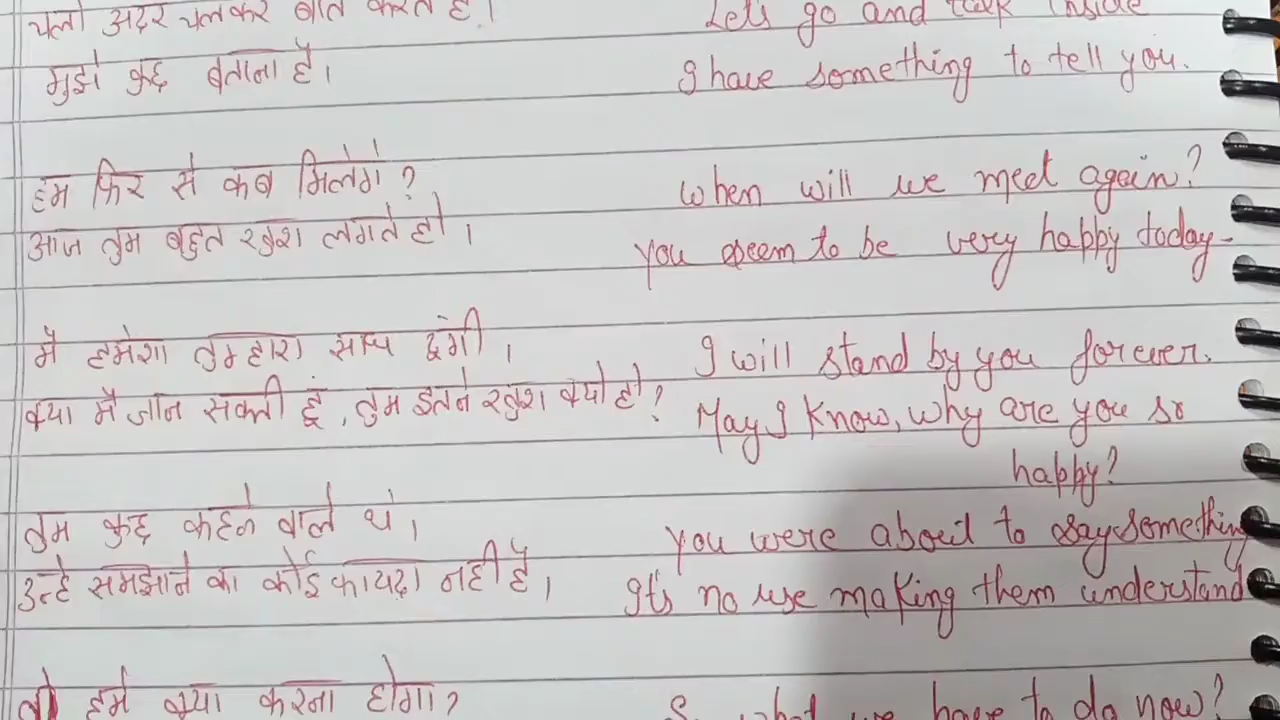 चलो अंदर चलकर बात करते है। Let's go and talk inside
मुझे कुछ बताना है। I have something to tell you.
हम फिर से कब मिलेगे? When will we meet again?
आज तुम बहुत खुश लगते हो। you seem to be very happy today-
मै हमेशा तुम्हारा साथ दूंगी। I will stand by you forever.
क्या मै जान सकती हूं, तुम इतने खुश क्यो हो? May I know, why are you so
happy?
तुम कुछ कहने वाले थे। you were about to say something
उन्हे समझाने का कोई फायदा नही है। It's no use making them understand
तो हमे क्या करना होगा? So what we have to do now?